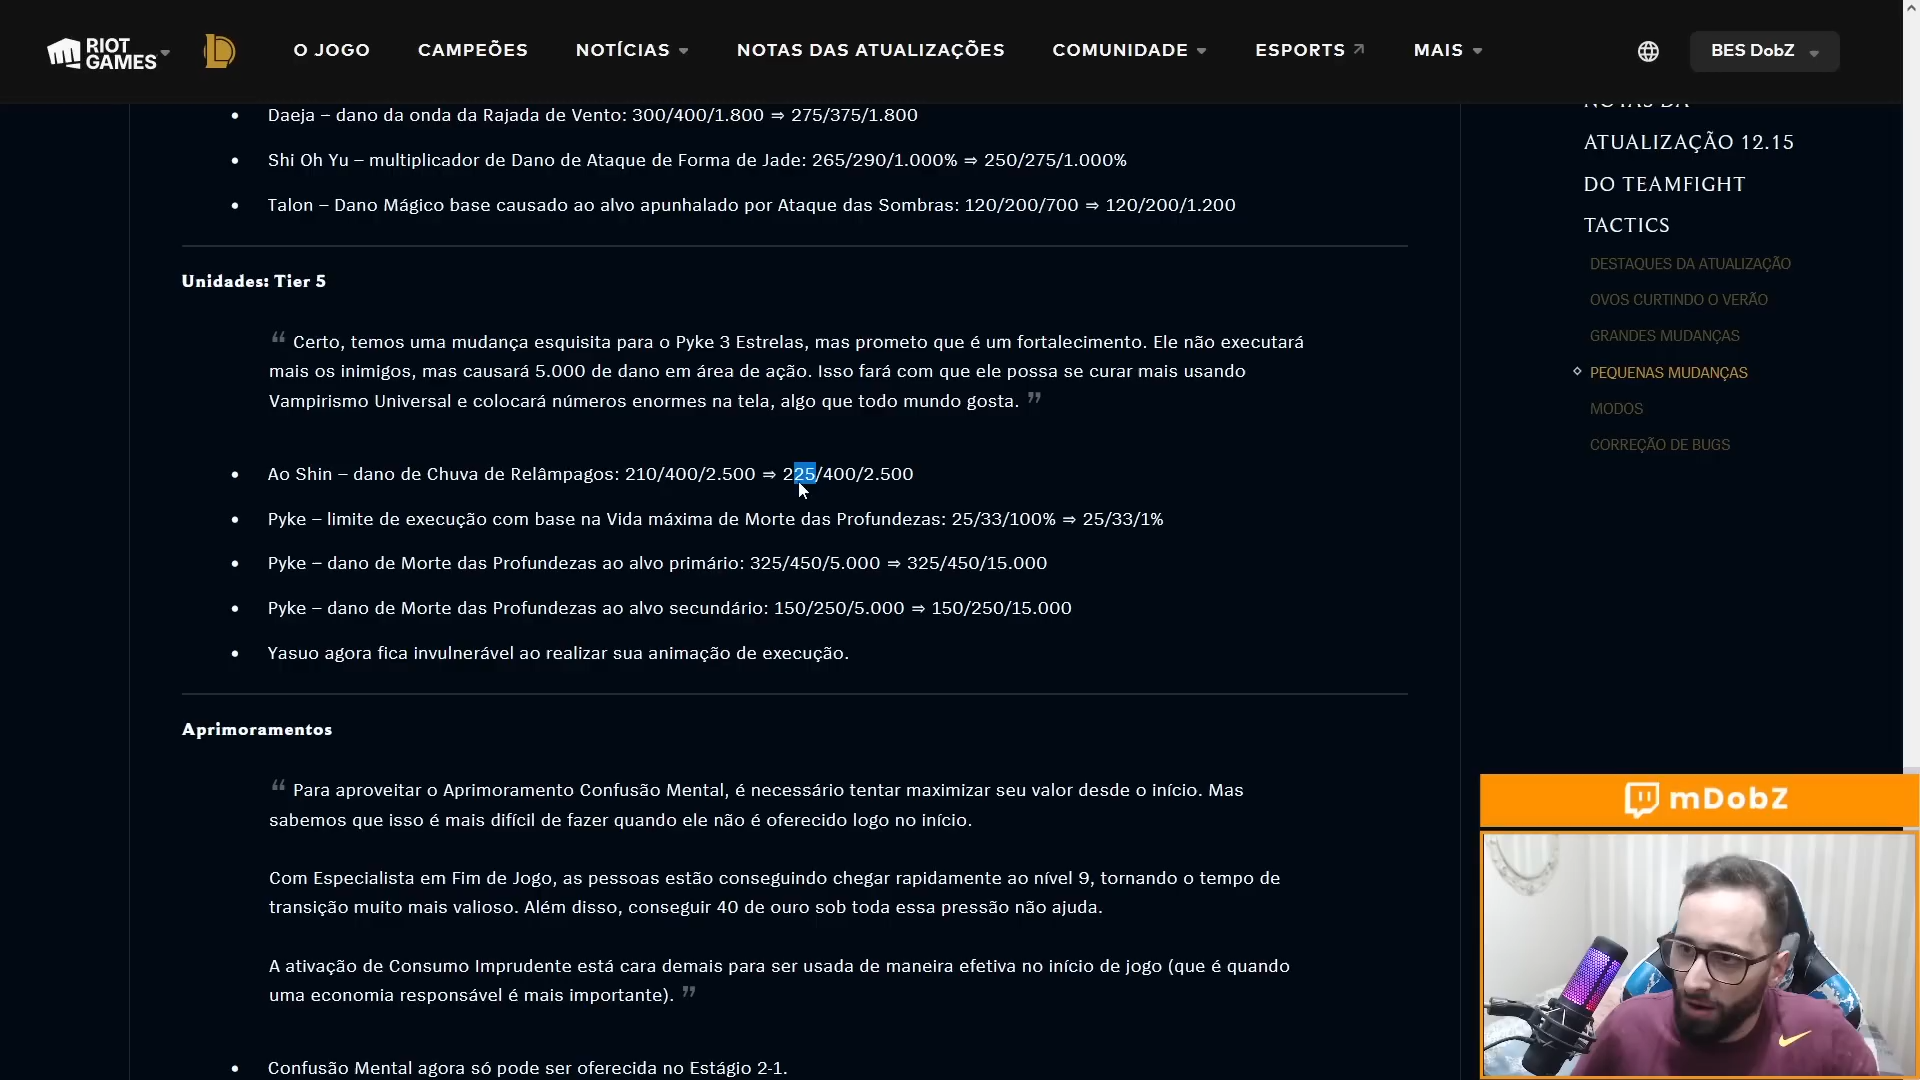 RIOT GAMES
O JOGO
CAMPEÕES
NOTÍCIAS
NOTAS DAS ATUALIZAÇÕES
COMUNIDADE
ESPORTS
MAIS
BES DobZ
Daeja – dano da onda da Rajada de Vento: 300/400/1.800 ⇒ 275/375/1.800
Shi Oh Yu – multiplicador de Dano de Ataque de Forma de Jade: 265/290/1.000% ⇒ 250/275/1.000%
Talon – Dano Mágico base causado ao alvo apunhalado por Ataque das Sombras: 120/200/700 ⇒ 120/200/1.200
Unidades: Tier 5
“ Certo, temos uma mudança esquisita para o Pyke 3 Estrelas, mas prometo que é um fortalecimento. Ele não executará
mais os inimigos, mas causará 5.000 de dano em área de ação. Isso fará com que ele possa se curar mais usando
Vampirismo Universal e colocará números enormes na tela, algo que todo mundo gosta. ”
Ao Shin – dano de Chuva de Relâmpagos: 210/400/2.500 ⇒ 225/400/2.500
Pyke – limite de execução com base na Vida máxima de Morte das Profundezas: 25/33/100% ⇒ 25/33/1%
Pyke – dano de Morte das Profundezas ao alvo primário: 325/450/5.000 ⇒ 325/450/15.000
Pyke – dano de Morte das Profundezas ao alvo secundário: 150/250/5.000 ⇒ 150/250/15.000
Yasuo agora fica invulnerável ao realizar sua animação de execução.
Aprimoramentos
“ Para aproveitar o Aprimoramento Confusão Mental, é necessário tentar maximizar seu valor desde o início. Mas
sabemos que isso é mais difícil de fazer quando ele não é oferecido logo no início.
Com Especialista em Fim de Jogo, as pessoas estão conseguindo chegar rapidamente ao nível 9, tornando o tempo de
transição muito mais valioso. Além disso, conseguir 40 de ouro sob toda essa pressão não ajuda.
A ativação de Consumo Imprudente está cara demais para ser usada de maneira efetiva no início de jogo (que é quando
uma economia responsável é mais importante). ”
Confusão Mental agora só pode ser oferecida no Estágio 2-1.
NOTAS DA
ATUALIZAÇÃO 12.15
DO TEAMFIGHT
TACTICS
DESTAQUES DA ATUALIZAÇÃO
OVOS CURTINDO O VERÃO
GRANDES MUDANÇAS
PEQUENAS MUDANÇAS
MODOS
CORREÇÃO DE BUGS
mDobZ